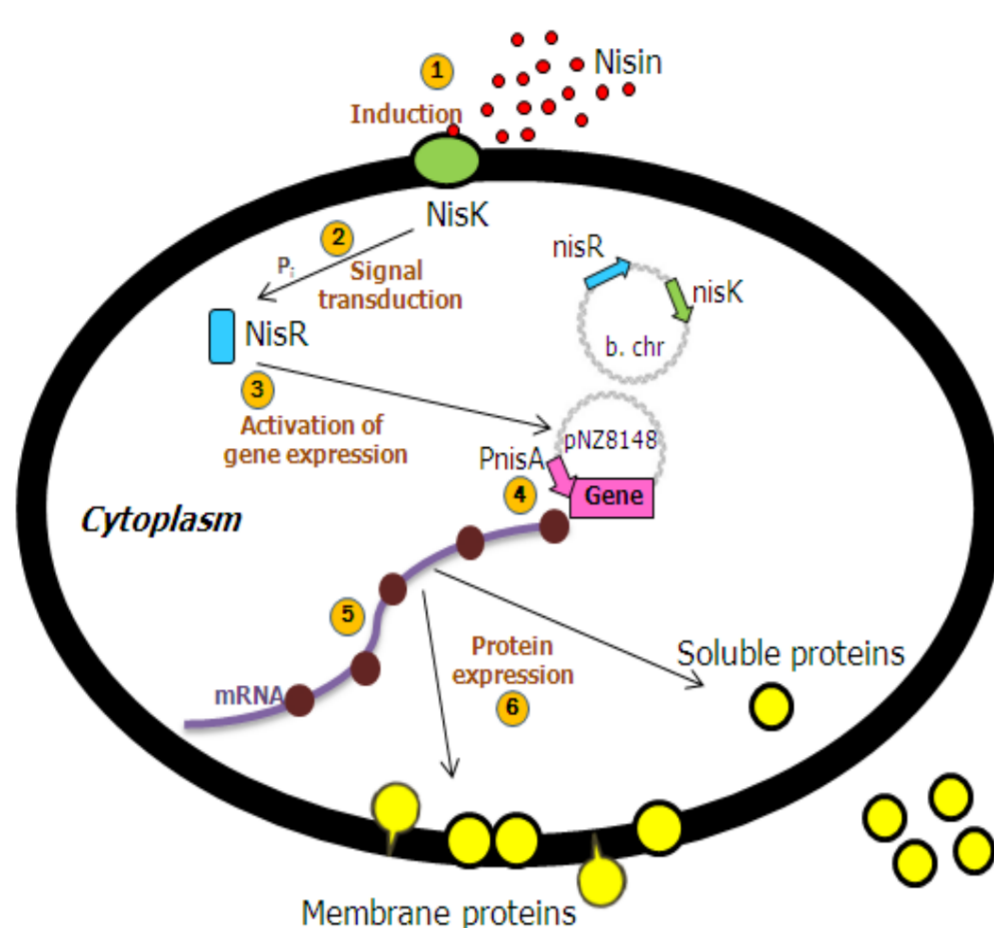 1
Nisin
Induction
NisK
2
Pi
Signal
transduction
nisR
nisK
b. chr
NisR
3
Activation of
gene expression
pNZ8148
PnisA
4
Gene
Cytoplasm
5
mRNA
Protein
expression
6
Soluble proteins
Membrane proteins